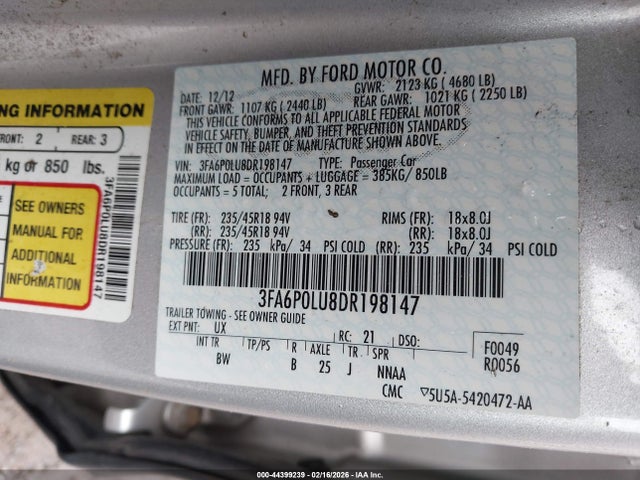 MFD. BY FORD MOTOR CO.
DATE: 12/12 GVWR: 2123 KG ( 4680 LB)
FRONT GAWR: 1107 KG ( 2440 LB) REAR GAWR: 1021 KG ( 2250 LB)
THIS VEHICLE CONFORMS TO ALL APPLICABLE FEDERAL MOTOR
VEHICLE SAFETY, BUMPER, AND THEFT PREVENTION STANDARDS
IN EFFECT ON THE DATE OF MANUFACTURE SHOWN ABOVE.
VIN: 3FA6P0LU8DR198147 TYPE: Passenger Car
MAXIMUM LOAD = OCCUPANTS + LUGGAGE = 385KG/ 850LB
OCCUPANTS = 5 TOTAL; 2 FRONT, 3 REAR
TIRE (FR): 235/45R18 94V RIMS (FR): 18x8.0J
(RR): 235/45R18 94V (RR): 18x8.0J
PRESSURE (FR): 235 kPa/ 34 PSI COLD (RR): 235 kPa/ 34 PSI COLD
3FA6P0LU8DR198147
TRAILER TOWING - SEE OWNER GUIDE
EXT PNT: UX RC: 21 DSO: F0049
INT TR TP/PS R AXLE TR SPR R0056
BW B 25 J NNAA
CMC ▽5U5A-5420472-AA
NG INFORMATION
FRONT: 2 REAR: 3
kg or 850 lbs.
SEE OWNERS
MANUAL FOR
ADDITIONAL
INFORMATION
3FA6P0LU8DR198147
000-44399239 - 02/16/2026 - IAA Inc.